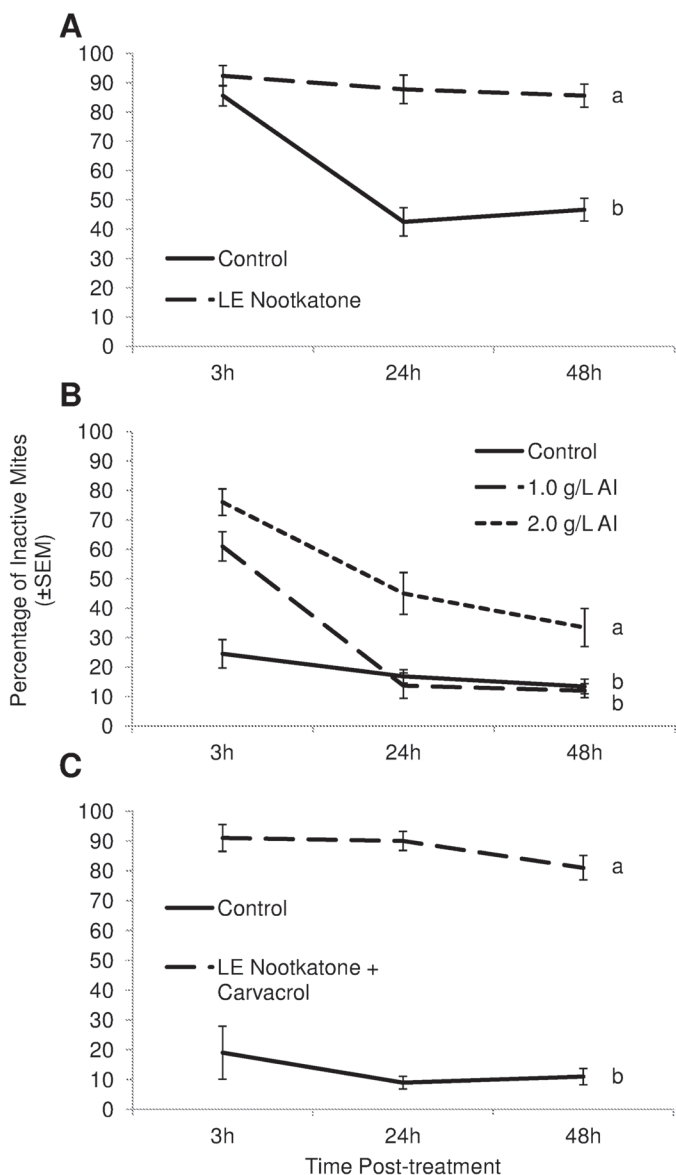 A
100
90
80
70
60
50
40
30
20
10
0
a
b
Control
LE Nootkatone
3h
24h
48h
B
Percentage of Inactive Mites
(±SEM)
100
90
80
70
60
50
40
30
20
10
0
Control
1.0 g/L AI
2.0 g/L AI
a
b
b
3h
24h
48h
C
100
90
80
70
60
50
40
30
20
10
0
a
Control
LE Nootkatone +
Carvacrol
b
3h
24h
48h
Time Post-treatment